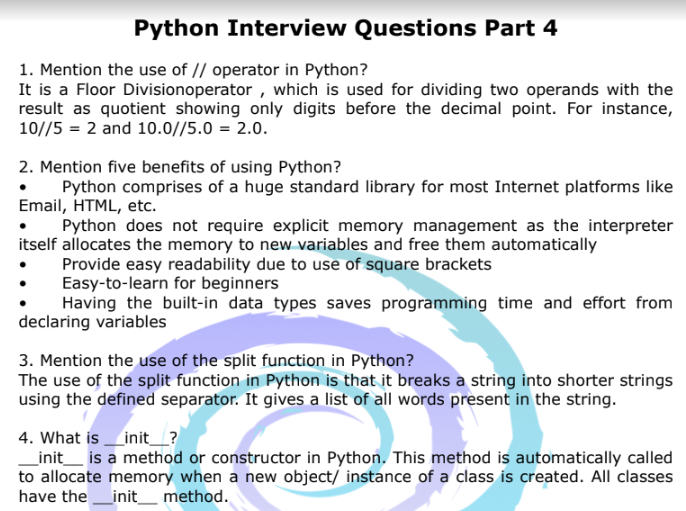 Python Interview Questions Part 4
1. Mention the use of // operator in Python?
It is a Floor Divisionoperator , which is used for dividing two operands with the
result as quotient showing only digits before the decimal point. For instance,
10//5 = 2 and 10.0//5.0 = 2.0.
2. Mention five benefits of using Python?
• Python comprises of a huge standard library for most Internet platforms like
Email, HTML, etc.
• Python does not require explicit memory management as the interpreter
itself allocates the memory to new variables and free them automatically
• Provide easy readability due to use of square brackets
• Easy-to-learn for beginners
• Having the built-in data types saves programming time and effort from
declaring variables
3. Mention the use of the split function in Python?
The use of the split function in Python is that it breaks a string into shorter strings
using the defined separator. It gives a list of all words present in the string.
4. What is __init__?
__init__ is a method or constructor in Python. This method is automatically called
to allocate memory when a new object/ instance of a class is created. All classes
have the __init__ method.